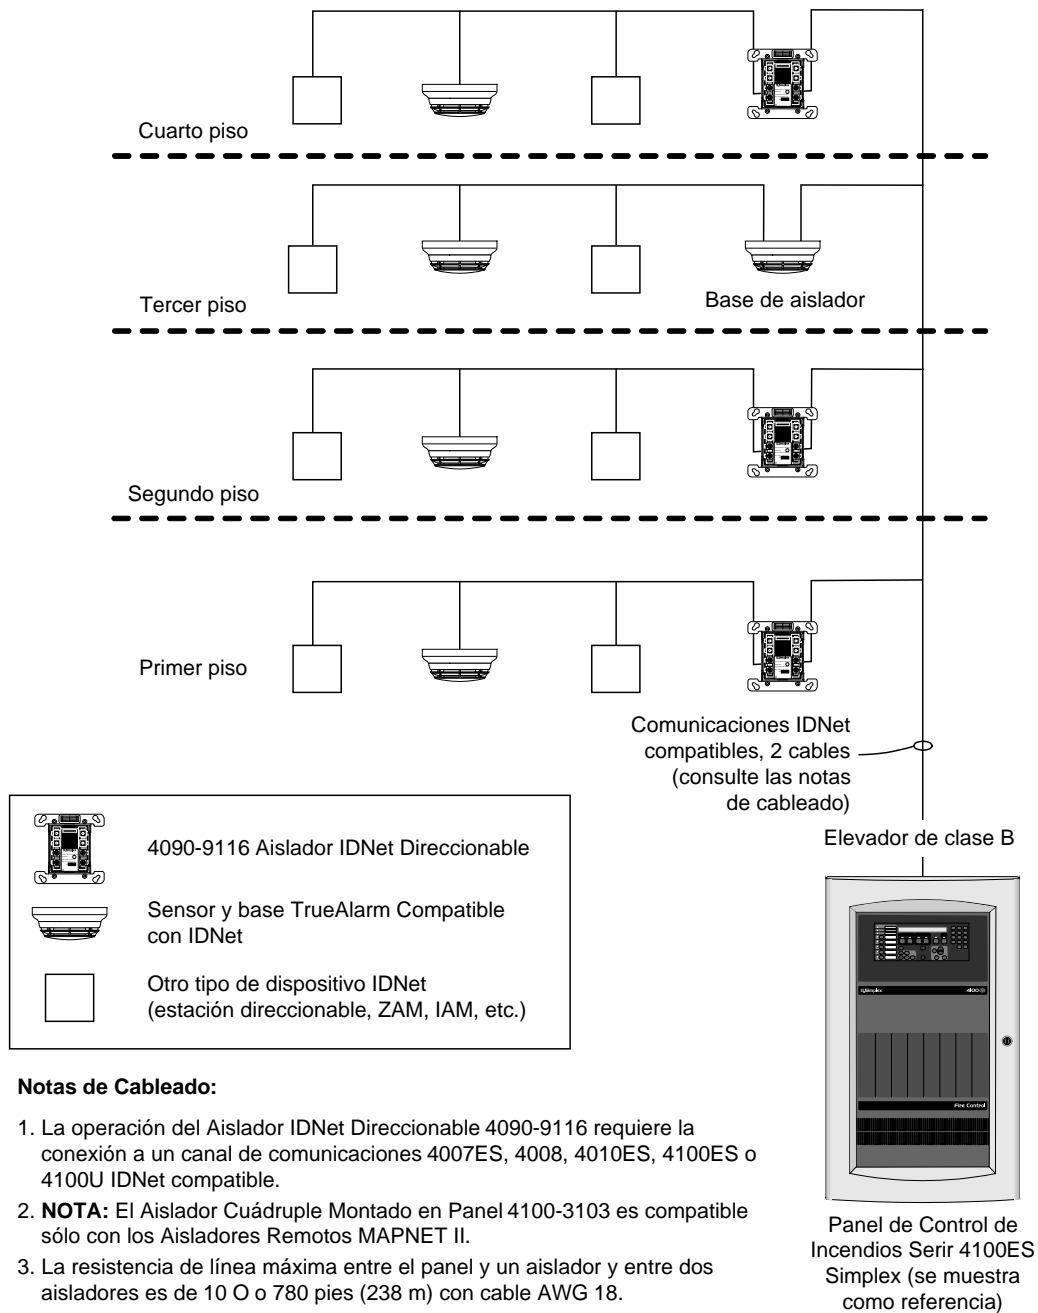 Cuarto piso
Base de aislador
Tercer piso
Segundo piso
Primer piso
Comunicaciones IDNet
compatibles, 2 cables
(consulte las notas
de cableado)
Elevador de clase B
4090-9116 Aislador IDNet Direccionable
Sensor y base TrueAlarm Compatible
con IDNet
Otro tipo de dispositivo IDNet
(estación direccionable, ZAM, IAM, etc.)
Simplex
4100
Fire Control
Notas de Cableado:
1. La operación del Aislador IDNet Direccionable 4090-9116 requiere la
conexión a un canal de comunicaciones 4007ES, 4008, 4010ES, 4100ES o
4100U IDNet compatible.
2. NOTA: El Aislador Cuádruple Montado en Panel 4100-3103 es compatible
sólo con los Aisladores Remotos MAPNET II.
3. La resistencia de línea máxima entre el panel y un aislador y entre dos
aisladores es de 10 O o 780 pies (238 m) con cable AWG 18.
Panel de Control de
Incendios Serir 4100ES
Simplex (se muestra
como referencia)